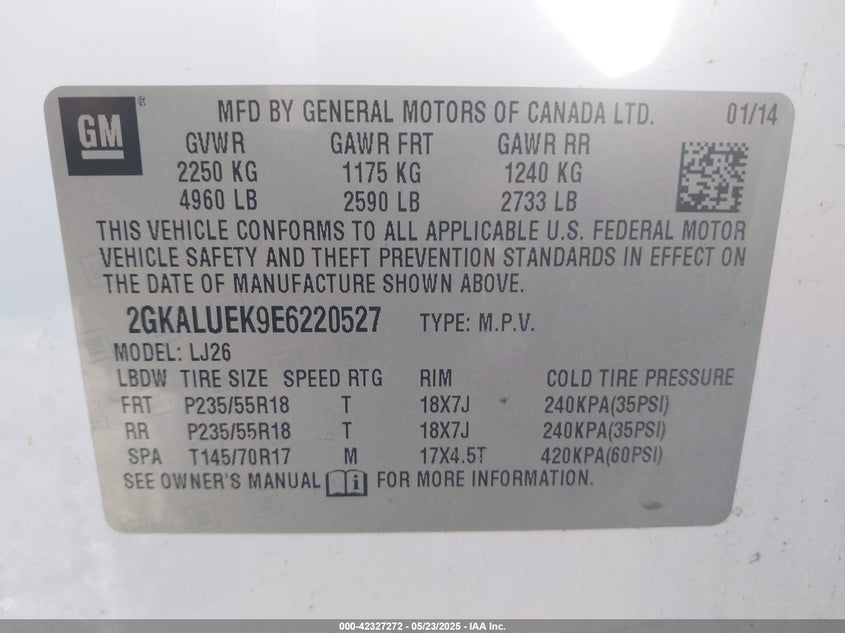 GM
®
MFD BY GENERAL MOTORS OF CANADA LTD. 01/14
GVWR GAWR FRT GAWR RR
2250 KG 1175 KG 1240 KG
4960 LB 2590 LB 2733 LB
THIS VEHICLE CONFORMS TO ALL APPLICABLE U.S. FEDERAL MOTOR
VEHICLE SAFETY AND THEFT PREVENTION STANDARDS IN EFFECT ON
THE DATE OF MANUFACTURE SHOWN ABOVE.
2GKALUEK9E6220527 TYPE: M.P.V.
MODEL: LJ26
LBDW TIRE SIZE SPEED RTG RIM COLD TIRE PRESSURE
FRT P235/55R18 T 18X7J 240KPA(35PSI)
RR P235/55R18 T 18X7J 240KPA(35PSI)
SPA T145/70R17 M 17X4.5T 420KPA(60PSI)
SEE OWNER'S MANUAL i FOR MORE INFORMATION.
000-42327272 - 05/23/2025 - IAA Inc.